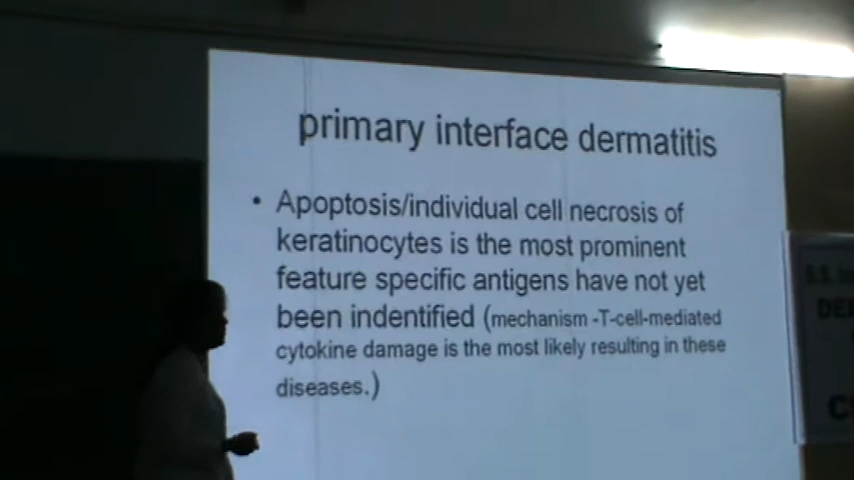 primary interface dermatitis
• Apoptosis/individual cell necrosis of
keratinocytes is the most prominent
feature specific antigens have not yet
been indentified (mechanism -T-cell-mediated
cytokine damage is the most likely resulting in these
diseases.)